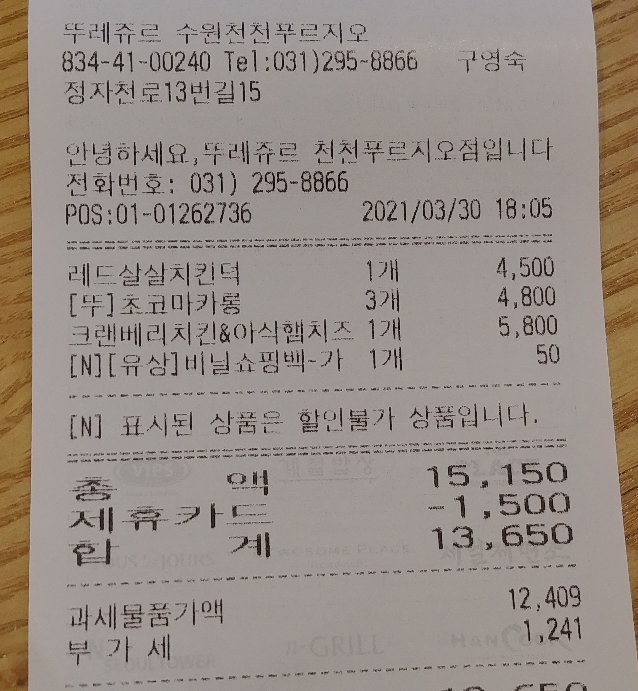 뚜레쥬르 수원천천푸르지오
834-41-00240 Tel:031)295-8866 구영숙
정자천로13번길15
안녕하세요,뚜레쥬르 천천푸르지오점입니다
전화번호: 031) 295-8866
POS:01-01262736 2021/03/30 18:05
레드살살치킨덕 1개 4,500
[뚜]초코마카롱 3개 4,800
크랜베리치킨&아식햄치즈 1개 5,800
[N][유상]비닐쇼핑백-가 1개 50
[N] 표시된 상품은 할인불가 상품입니다.
총 액 15,150
제휴카드 -1,500
합 계 13,650
과세물품가액 12,409
부 가 세 1,241